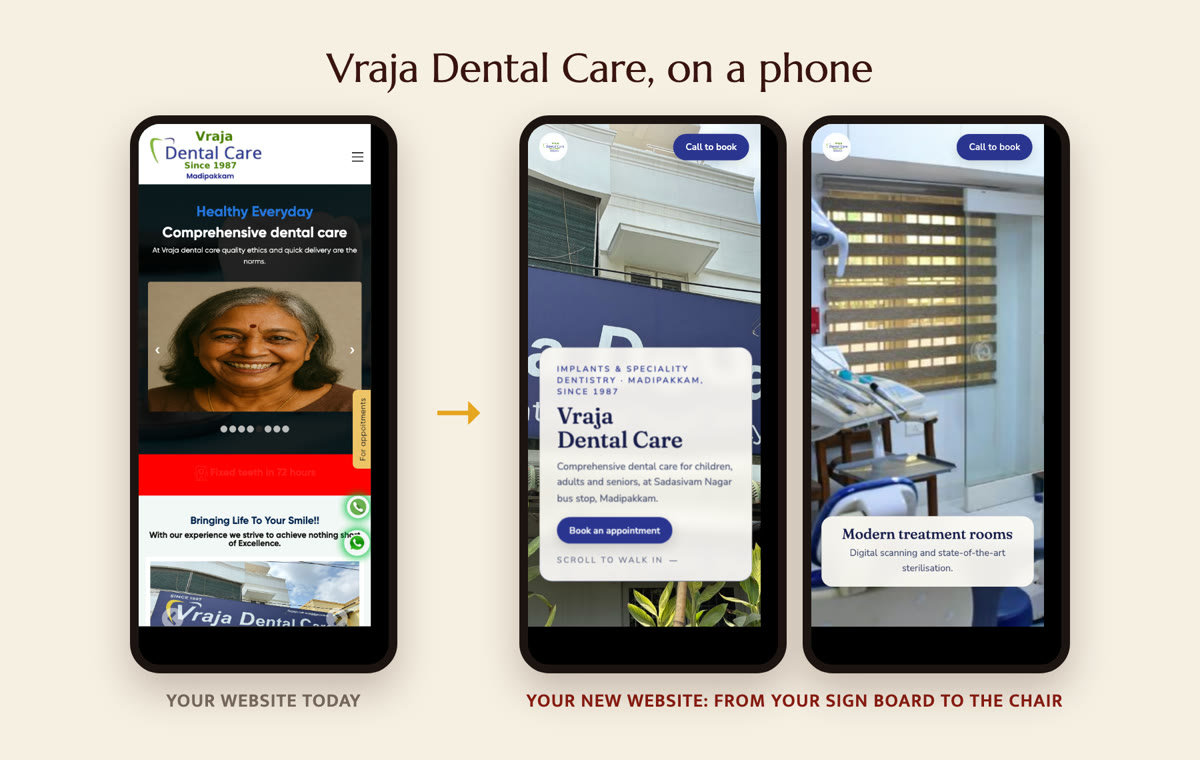 Vraja Dental Care, on a phone
Vraja
Dental Care
Since 1987
Madipakkam
Healthy Everyday
Comprehensive dental care
At Vraja dental care quality ethics and quick delivery are the
norms.
For appoitments
Fixed teeth in 72 hours
Bringing Life To Your Smile!!
With our experience we strive to achieve nothing short
of Excellence.
SINCE 1987
Vraja Dental Car
YOUR WEBSITE TODAY
Call to book
a D
IMPLANTS & SPECIALITY
DENTISTRY · MADIPAKKAM,
SINCE 1987
Vraja
Dental Care
Comprehensive dental care for children,
adults and seniors, at Sadasivam Nagar
bus stop, Madipakkam.
Book an appointment
SCROLL TO WALK IN —
Call to book
Modern treatment rooms
Digital scanning and state-of-the-art
sterilisation.
YOUR NEW WEBSITE: FROM YOUR SIGN BOARD TO THE CHAIR